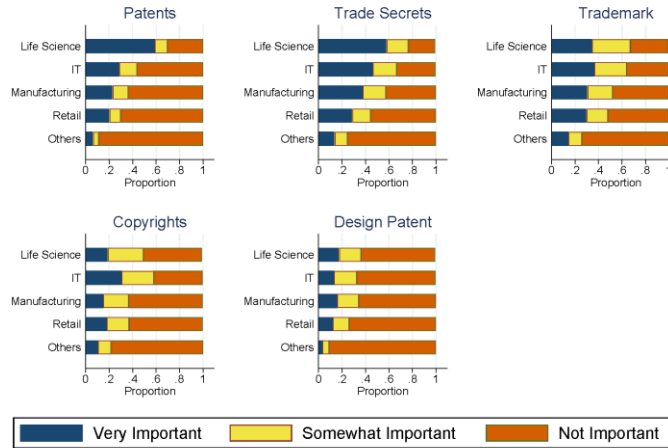 Patents
Life Science
IT
Manufacturing
Retail
Others
0 .2 .4 .6 .8 1
Proportion
Trade Secrets
Life Science
IT
Manufacturing
Retail
Others
0 .2 .4 .6 .8 1
Proportion
Trademark
Life Science
IT
Manufacturing
Retail
Others
0 .2 .4 .6 .8 1
Proportion
Copyrights
Life Science
IT
Manufacturing
Retail
Others
0 .2 .4 .6 .8 1
Proportion
Design Patent
Life Science
IT
Manufacturing
Retail
Others
0 .2 .4 .6 .8 1
Proportion
Very Important Somewhat Important Not Important